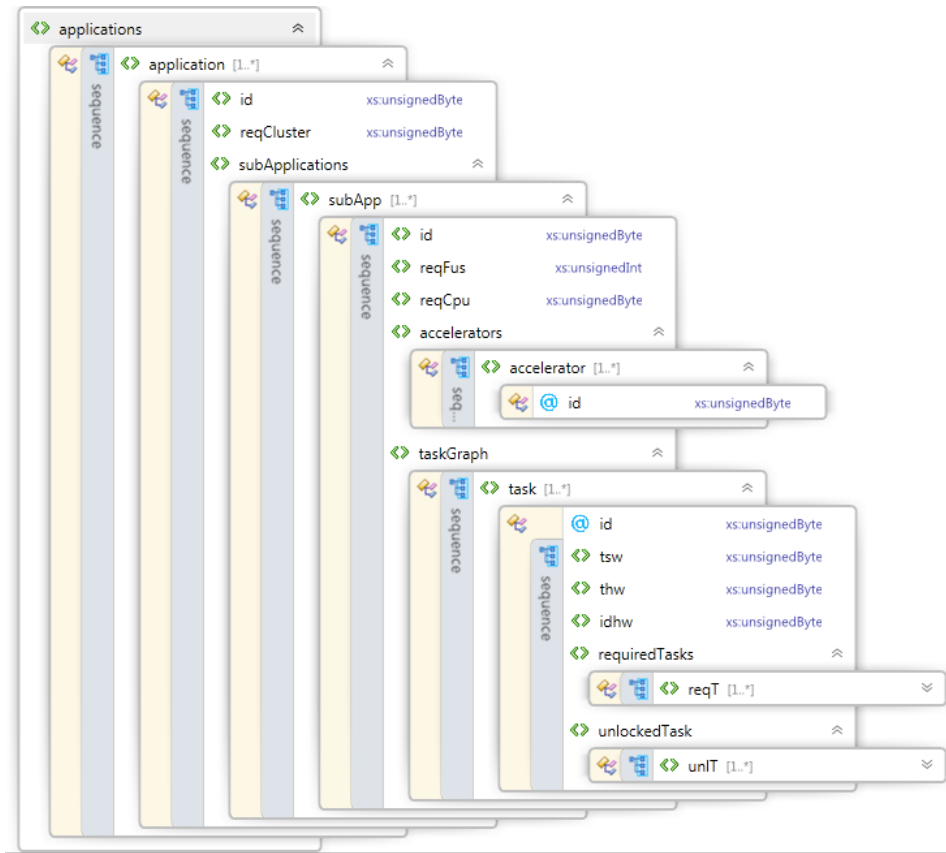 applications
application [1..*]
sequence
id xs:unsignedByte
sequence
reqCluster xs:unsignedByte
subApplications
subApp [1..*]
sequence
id xs:unsignedByte
sequence
reqFus xs:unsignedInt
reqCpu xs:unsignedByte
accelerators
accelerator [1..*]
seq...
@ id xs:unsignedByte
taskGraph
task [1..*]
sequence
@ id xs:unsignedByte
tsw xs:unsignedByte
sequence
thw xs:unsignedByte
idhw xs:unsignedByte
requiredTasks
reqT [1..*]
unlockedTask
unlT [1..*]